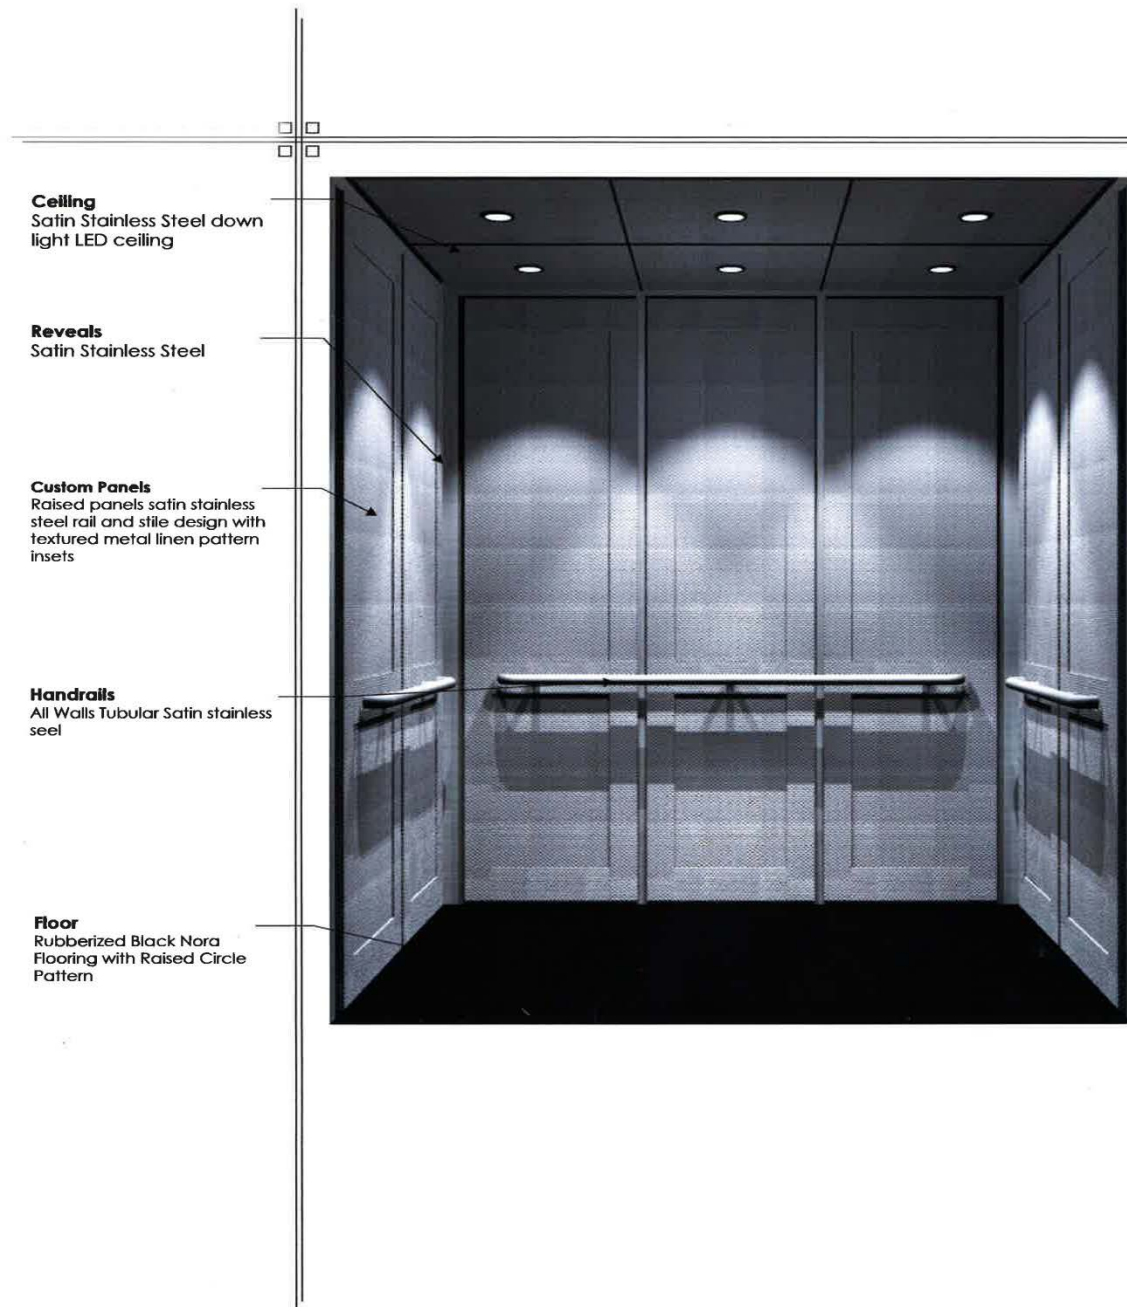 Ceiling
Satin Stainless Steel down
light LED ceiling
Reveals
Satin Stainless Steel
Custom Panels
Raised panels satin stainless
steel rail and stile design with
textured metal linen pattern
insets
Handrails
All Walls Tubular Satin stainless
seel
Floor
Rubberized Black Nora
Flooring with Raised Circle
Pattern